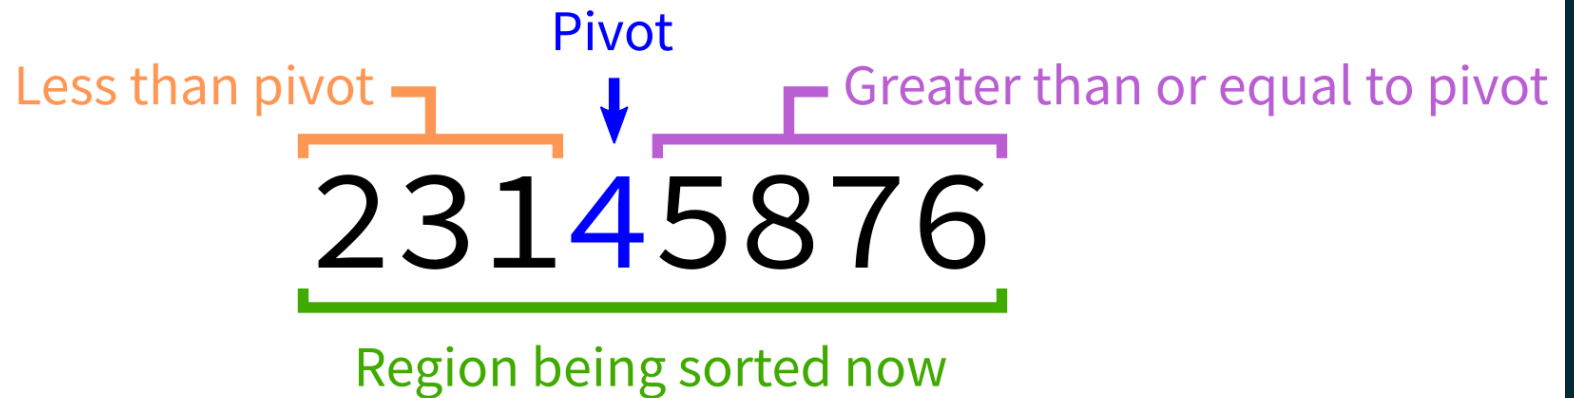 Pivot
Less than pivot
Greater than or equal to pivot
23145876
Region being sorted now